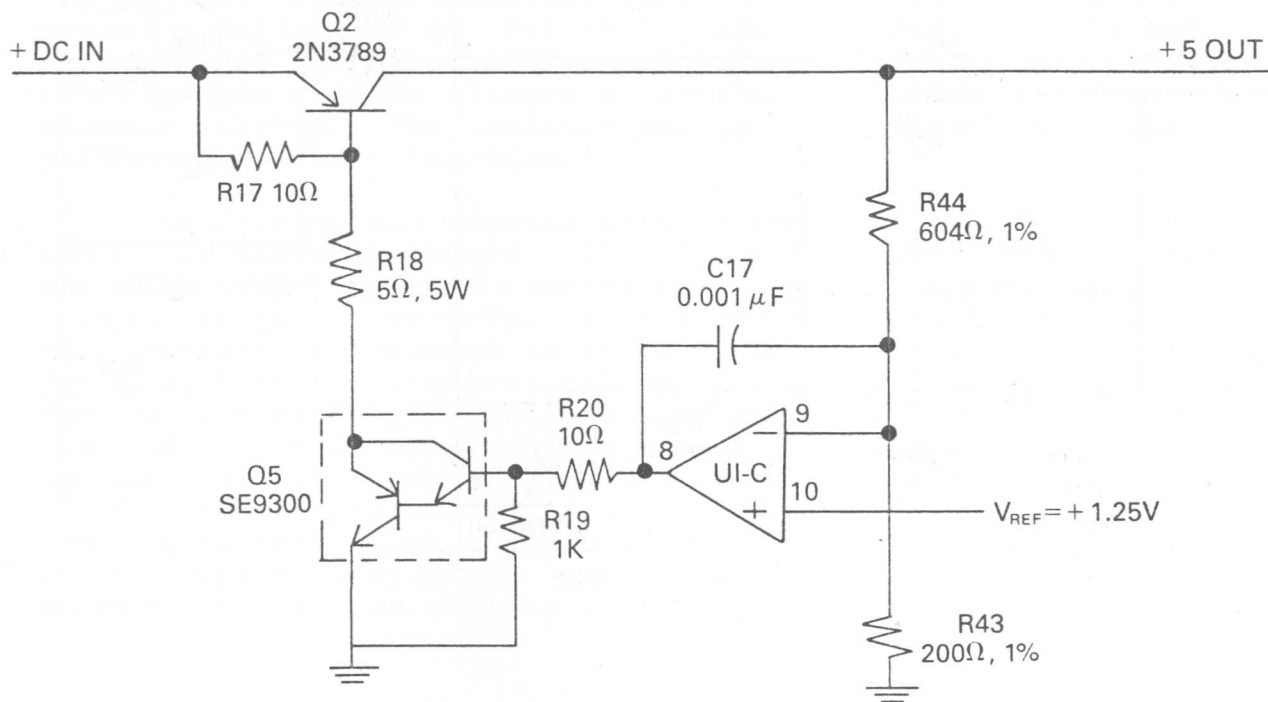 Q2
2N3789
+ DC IN
+ 5 OUT
R17 10Ω
R18
5Ω, 5W
R44
604Ω, 1%
C17
0.001 μF
R20
10Ω
8
9
UI-C
10
−
+
Q5
SE9300
R19
1K
VREF = + 1.25V
R43
200Ω, 1%